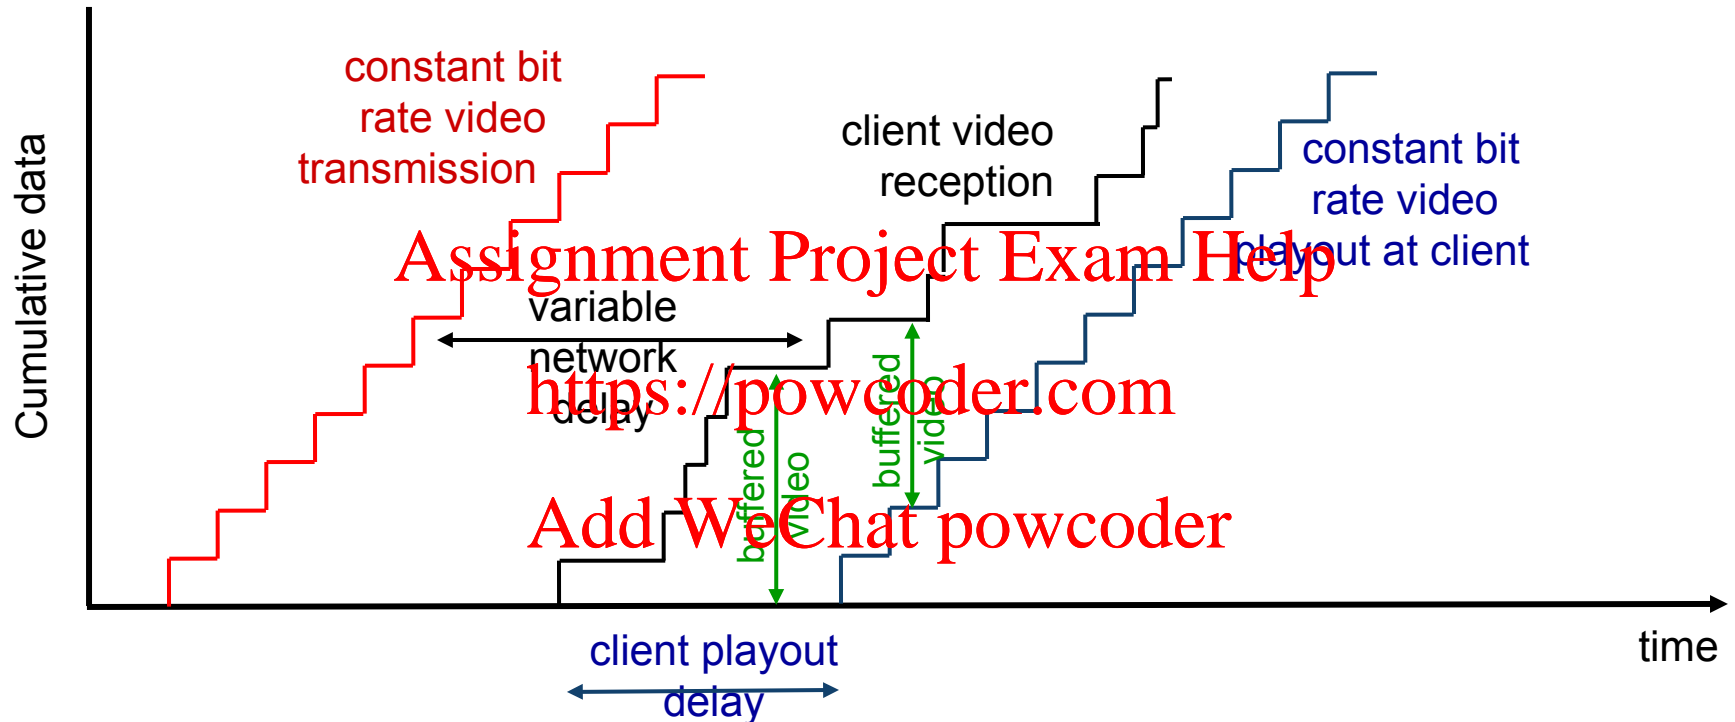 constant bit
rate video
transmission
client video
reception
constant bit
rate video
playout at client
Cumulative data
Assignment Project Exam Help
variable
network
delay
https://powcoder.com
buffered
video
buffered
video
Add WeChat powcoder
time
client playout
delay